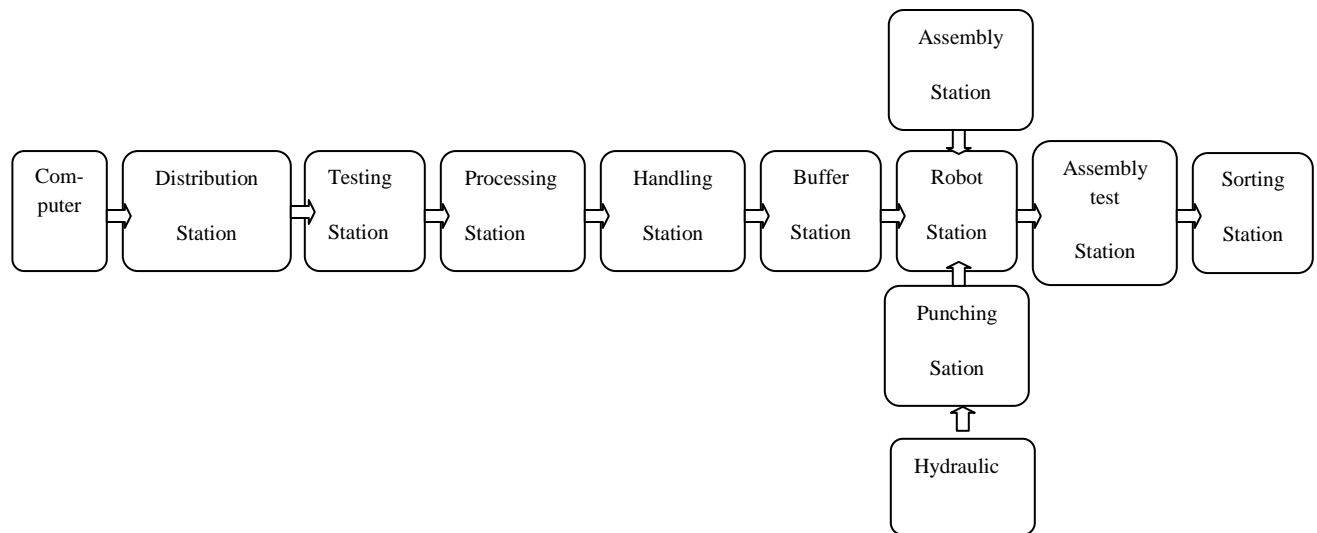 Assembly
Station
Com-
puter
Distribution
Station
Testing
Station
Processing
Station
Handling
Station
Buffer
Station
Robot
Station
Assembly
test
Station
Sorting
Station
Punching
Sation
Hydraulic